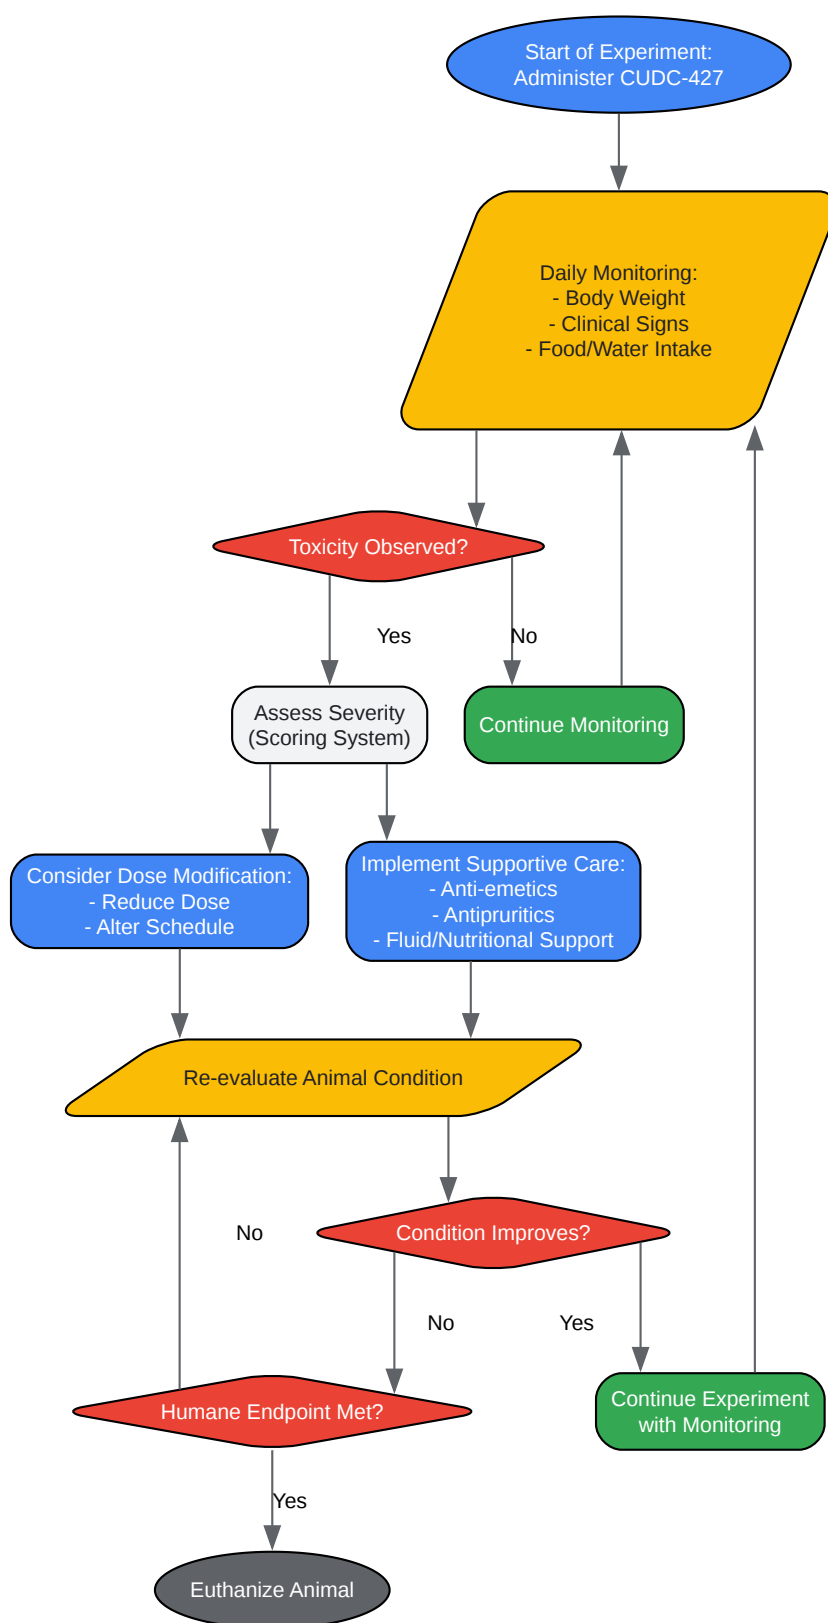 Start of Experiment:
Administer CUDC-427
Daily Monitoring:
- Body Weight
- Clinical Signs
- Food/Water Intake
Toxicity Observed?
Yes
No
Assess Severity
(Scoring System)
Continue Monitoring
Consider Dose Modification:
- Reduce Dose
- Alter Schedule
Implement Supportive Care:
- Anti-emetics
- Antipruritics
- Fluid/Nutritional Support
Re-evaluate Animal Condition
No
Condition Improves?
No
Yes
Humane Endpoint Met?
Continue Experiment
with Monitoring
Yes
Euthanize Animal